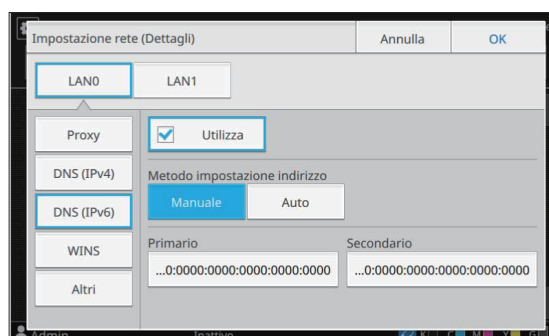 Impostazione rete (Dettagli)
Annulla
OK
LAN0
LAN1
Proxy
DNS (IPv4)
DNS (IPv6)
WINS
Altri
Utilizza
Metodo impostazione indirizzo
Manuale
Auto
Primario
Secondario
...0:0000:0000:0000:0000:0000
...0:0000:0000:0000:0000:0000
Admin
Inattivo
K
C
M
Y
G